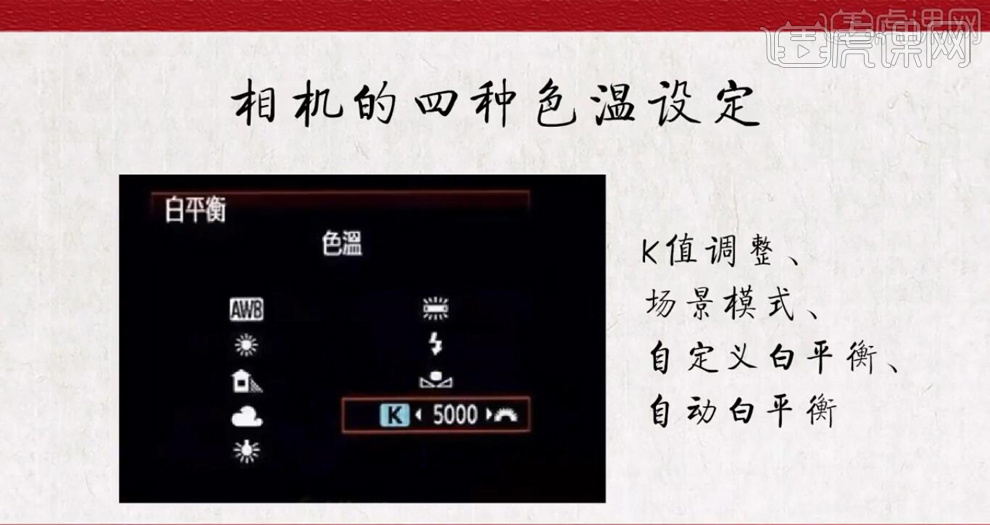 虎课网
相机的四种色温设定
白平衡
色溫
AWB
K 5000
K值调整、
场景模式、
自定义白平衡、
自动白平衡